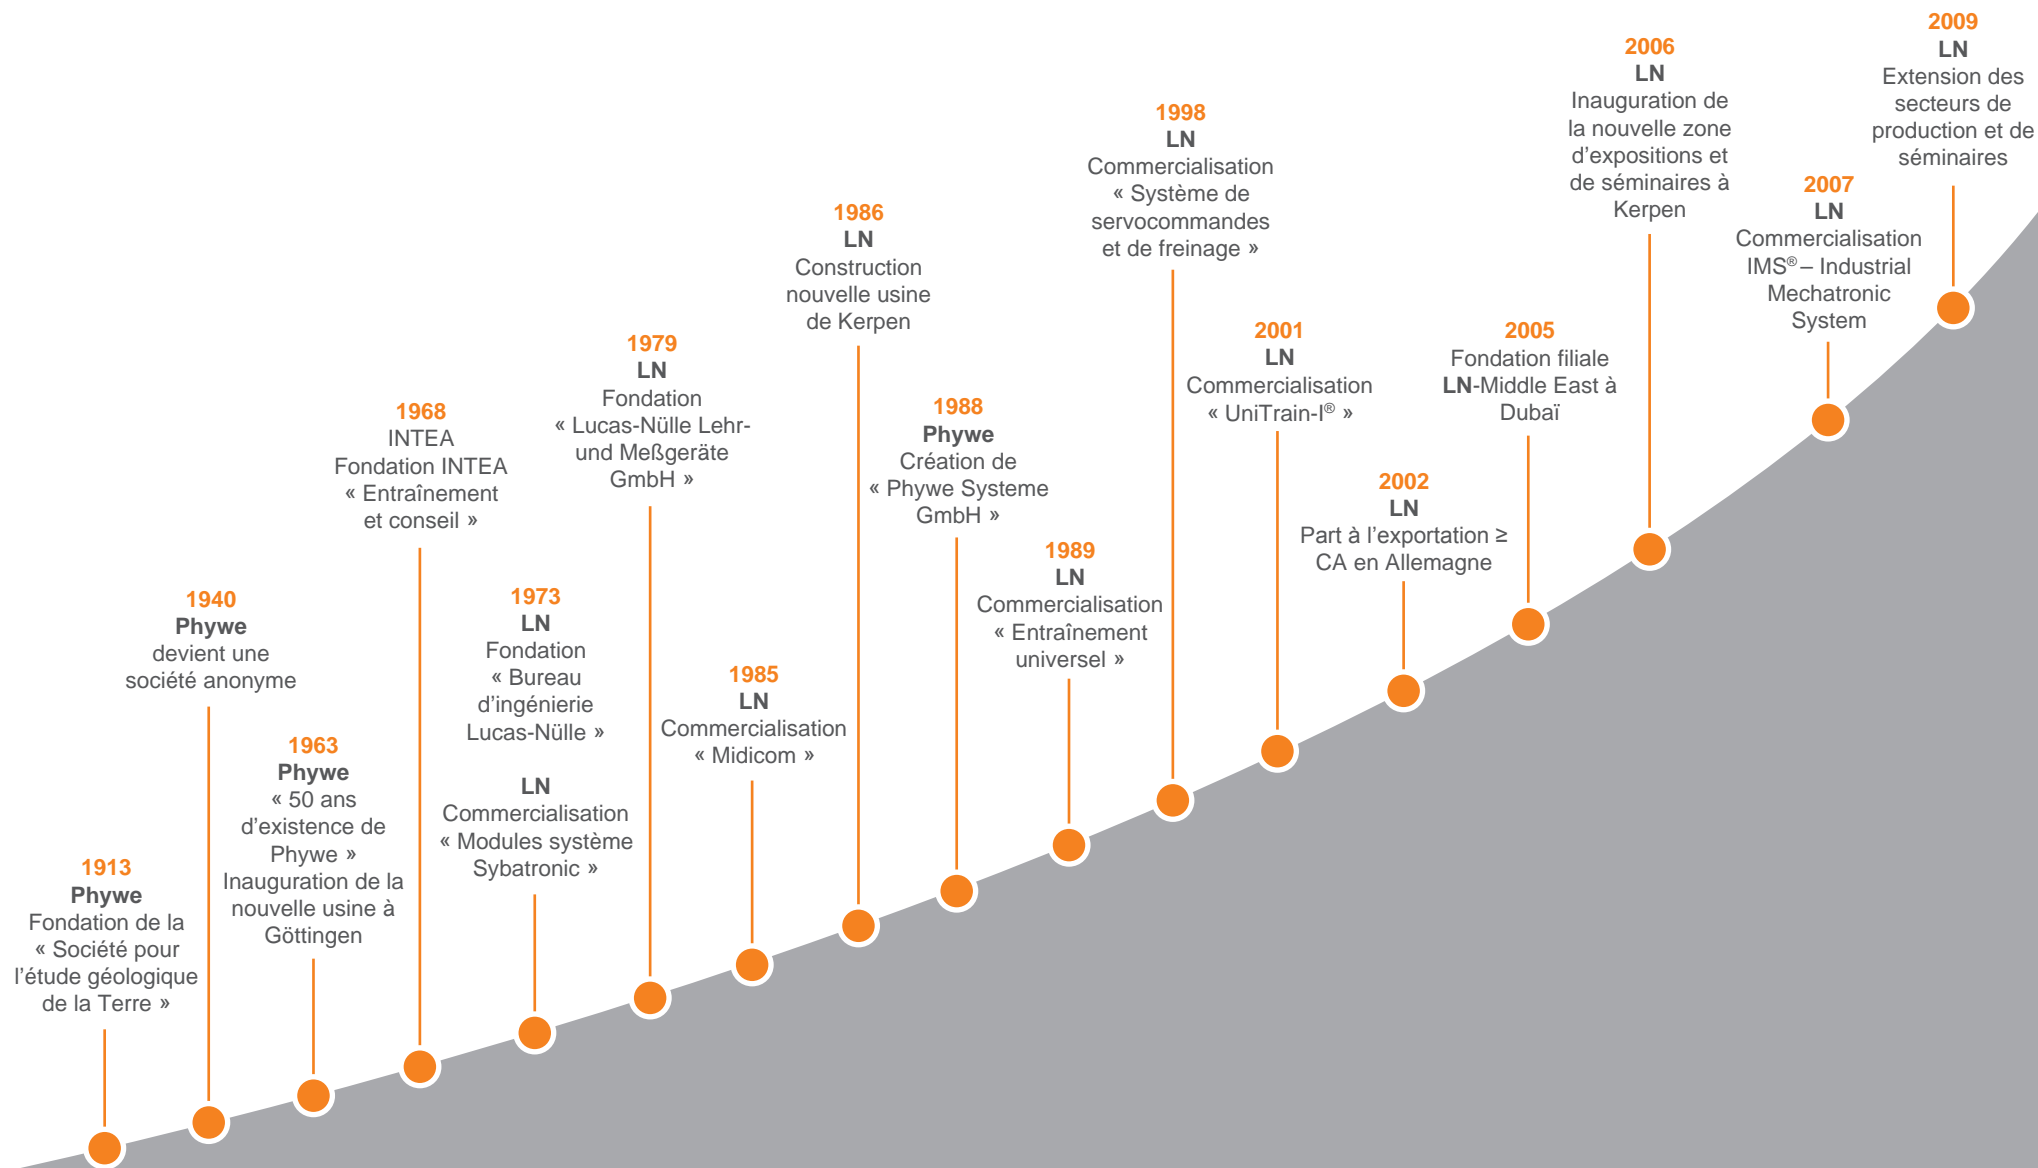 1913
Phywe
Fondation de la
« Société pour
l’étude géologique
de la Terre »
1940
Phywe
devient une
société anonyme
1963
Phywe
« 50 ans
d’existence de
Phywe »
Inauguration de la
nouvelle usine à
Göttingen
1968
INTEA
Fondation INTEA
« Entraînement
et conseil »
1973
LN
Fondation
« Bureau
d’ingénierie
Lucas-Nülle »
LN
Commercialisation
« Modules système
Sybatronic »
1979
LN
Fondation
« Lucas-Nülle Lehr-
und Meßgeräte
GmbH »
1985
LN
Commercialisation
« Midicom »
1986
LN
Construction
nouvelle usine
de Kerpen
1988
Phywe
Création de
« Phywe Systeme
GmbH »
1989
LN
Commercialisation
« Entraînement
universel »
1998
LN
Commercialisation
« Système de
servocommandes
et de freinage »
2001
LN
Commercialisation
« UniTrain-I® »
2002
LN
Part à l’exportation ≥
CA en Allemagne
2005
Fondation filiale
LN-Middle East à
Dubaï
2006
LN
Inauguration de
la nouvelle zone
d’expositions et
de séminaires à
Kerpen
2007
LN
Commercialisation
IMS® – Industrial
Mechatronic
System
2009
LN
Extension des
secteurs de
production et de
séminaires